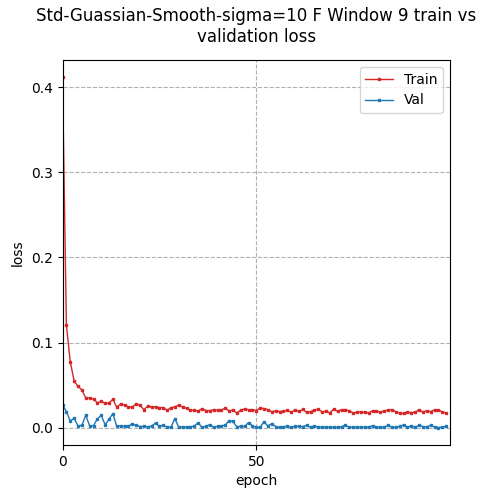 Std-Guassian-Smooth-sigma=10 F Window 9 train vs
validation loss
0.4
0.3
0.2
0.1
0.0
loss
0
50
epoch
Train
Val